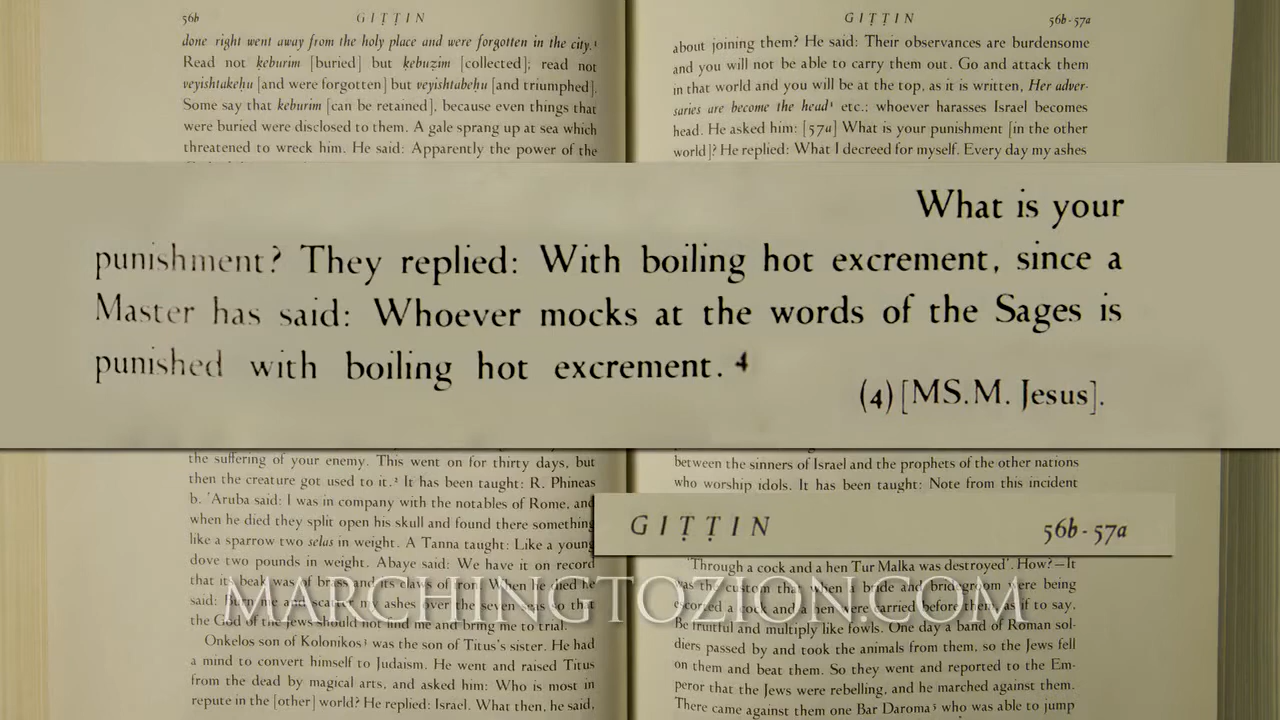 56b
GIṬṬIN
done right went away from the holy place and were forgotten in the city.¹
Read not ḳeburim [buried] but ḳebuẓim [collected]; read not
veyishtakeḥu [and were forgotten] but veyishtabeḥu [and triumphed].
Some say that ḳeburim [can be retained], because even things that
were buried were disclosed to them. A gale sprang up at sea which
threatened to wreck him. He said: Apparently the power of the
GIṬṬIN
56b-57a
about joining them? He said: Their observances are burdensome
and you will not be able to carry them out. Go and attack them
in that world and you will be at the top, as it is written, Her adver-
saries are become the head⁴ etc.; whoever harasses Israel becomes
head. He asked him: [57a] What is your punishment [in the other
world]? He replied: What I decreed for myself. Every day my ashes
What is your
punishment? They replied: With boiling hot excrement, since a
Master has said: Whoever mocks at the words of the Sages is
punished with boiling hot excrement. 4
(4) [MS.M. Jesus].
the suffering of your enemy. This went on for thirty days, but
then the creature got used to it.² It has been taught: R. Phineas
b. 'Aruba said: I was in company with the notables of Rome, and
when he died they split open his skull and found there something
like a sparrow two selas in weight. A Tanna taught: Like a young
dove two pounds in weight. Abaye said: We have it on record
that its beak was of brass and its claws of iron. When he died he
said: Burn me and scatter my ashes over the seven seas so that
the God of the Jews should not find me and bring me to trial.
Onkelos son of Kolonikos³ was the son of Titus's sister. He had
a mind to convert himself to Judaism. He went and raised Titus
from the dead by magical arts, and asked him: Who is most in
repute in the [other] world? He replied: Israel. What then, he said,
between the sinners of Israel and the prophets of the other nations
who worship idols. It has been taught: Note from this incident
GIṬṬIN
56b-57a
'Through a cock and a hen Tur Malka was destroyed'. How?—It
was the custom that when a bride and bridegroom were being
escorted a cock and a hen were carried before them, as if to say,
Be fruitful and multiply like fowls. One day a band of Roman sol-
diers passed by and took the animals from them, so the Jews fell
on them and beat them. So they went and reported to the Em-
peror that the Jews were rebelling, and he marched against them.
There came against them one Bar Daroma⁵ who was able to jump
MARCHINGTOZION.COM